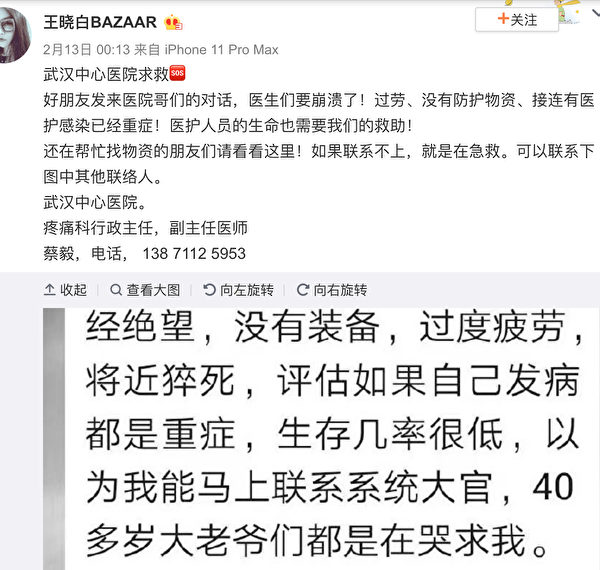 王晓白BAZAAR
+关注
2月13日 00:13 来自 iPhone 11 Pro Max
武汉中心医院求救SOS
好朋友发来医院哥们的对话，医生们要崩溃了！过劳、没有防护物资、接连有医
护感染已经重症！医护人员的生命也需要我们的救助！
还在帮忙找物资的朋友们请看看这里！如果联系不上，就是在急救。可以联系下
图中其他联络人。
武汉中心医院。
疼痛科行政主任，副主任医师
蔡毅，电话， 138 7112 5953
收起 查看大图 向左旋转 向右旋转
经绝望，没有装备，过度疲劳，
将近猝死，评估如果自己发病
都是重症，生存几率很低，以
为我能马上联系系统大官，40
多岁大老爷们都是在哭求我。